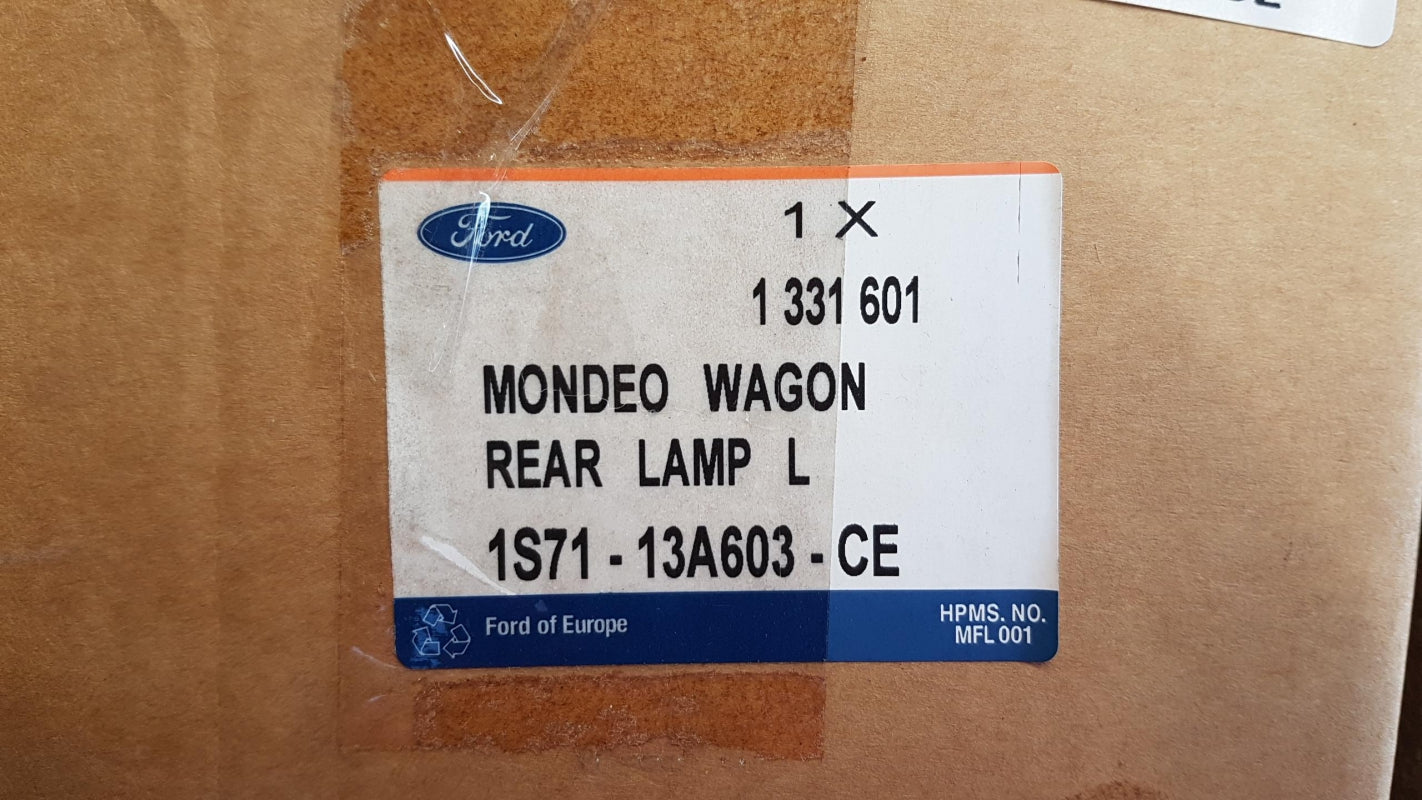 Ford
1 X
1 331 601
MONDEO WAGON
REAR LAMP L
1S71 - 13A603 - CE
Ford of Europe
HPMS. NO.
MFL 001